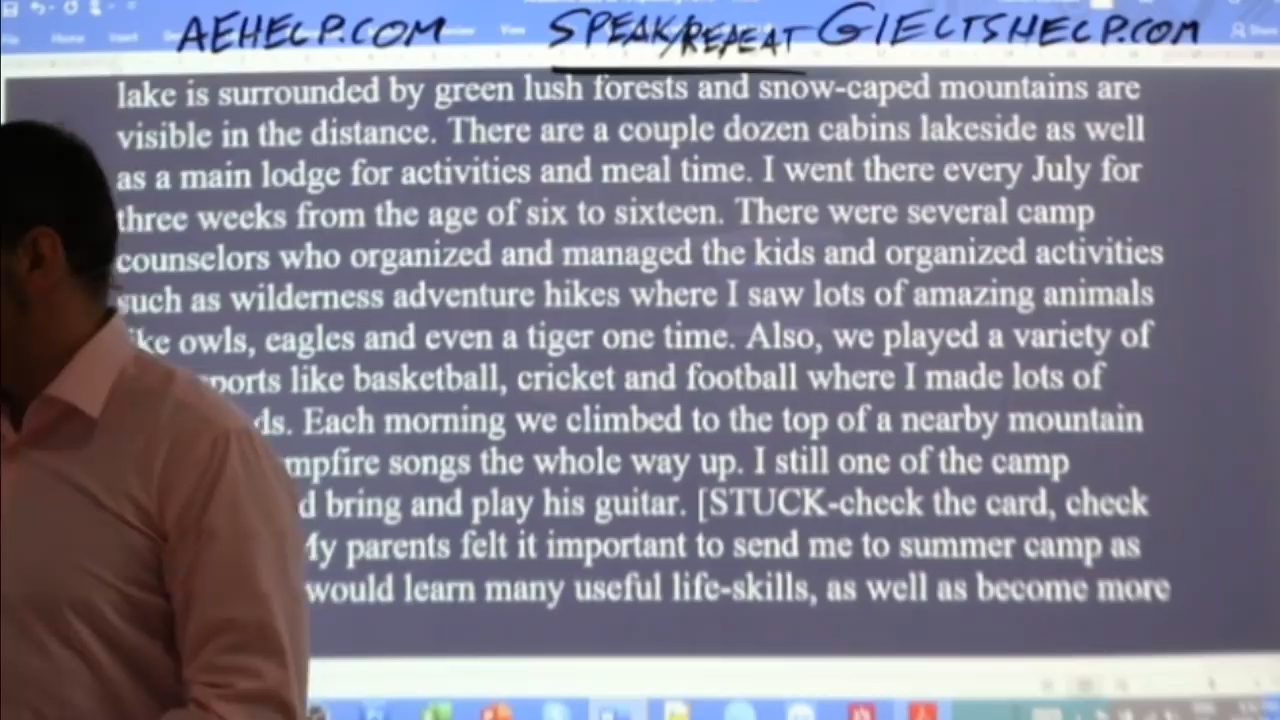 AEHELP.COM SPEAK/REPEAT GIELTSHELP.COM
Home Insert View Share
lake is surrounded by green lush forests and snow-caped mountains are
visible in the distance. There are a couple dozen cabins lakeside as well
as a main lodge for activities and meal time. I went there every July for
three weeks from the age of six to sixteen. There were several camp
counselors who organized and managed the kids and organized activities
such as wilderness adventure hikes where I saw lots of amazing animals
ke owls, eagles and even a tiger one time. Also, we played a variety of
ports like basketball, cricket and football where I made lots of
ds. Each morning we climbed to the top of a nearby mountain
mpfire songs the whole way up. I still one of the camp
d bring and play his guitar. [STUCK-check the card, check
My parents felt it important to send me to summer camp as
would learn many useful life-skills, as well as become more